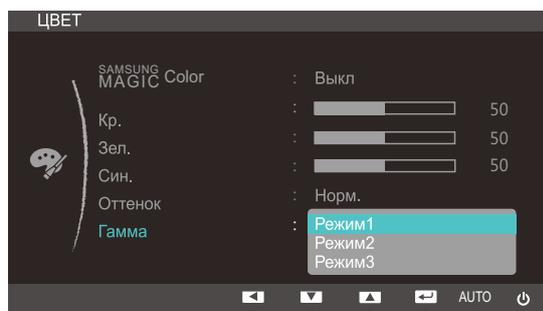 ЦВЕТ
SAMSUNG MAGIC Color : Выкл
Кр. : 50
Зел. : 50
Син. : 50
Оттенок : Норм.
Гамма : Режим1
Режим2
Режим3
AUTO